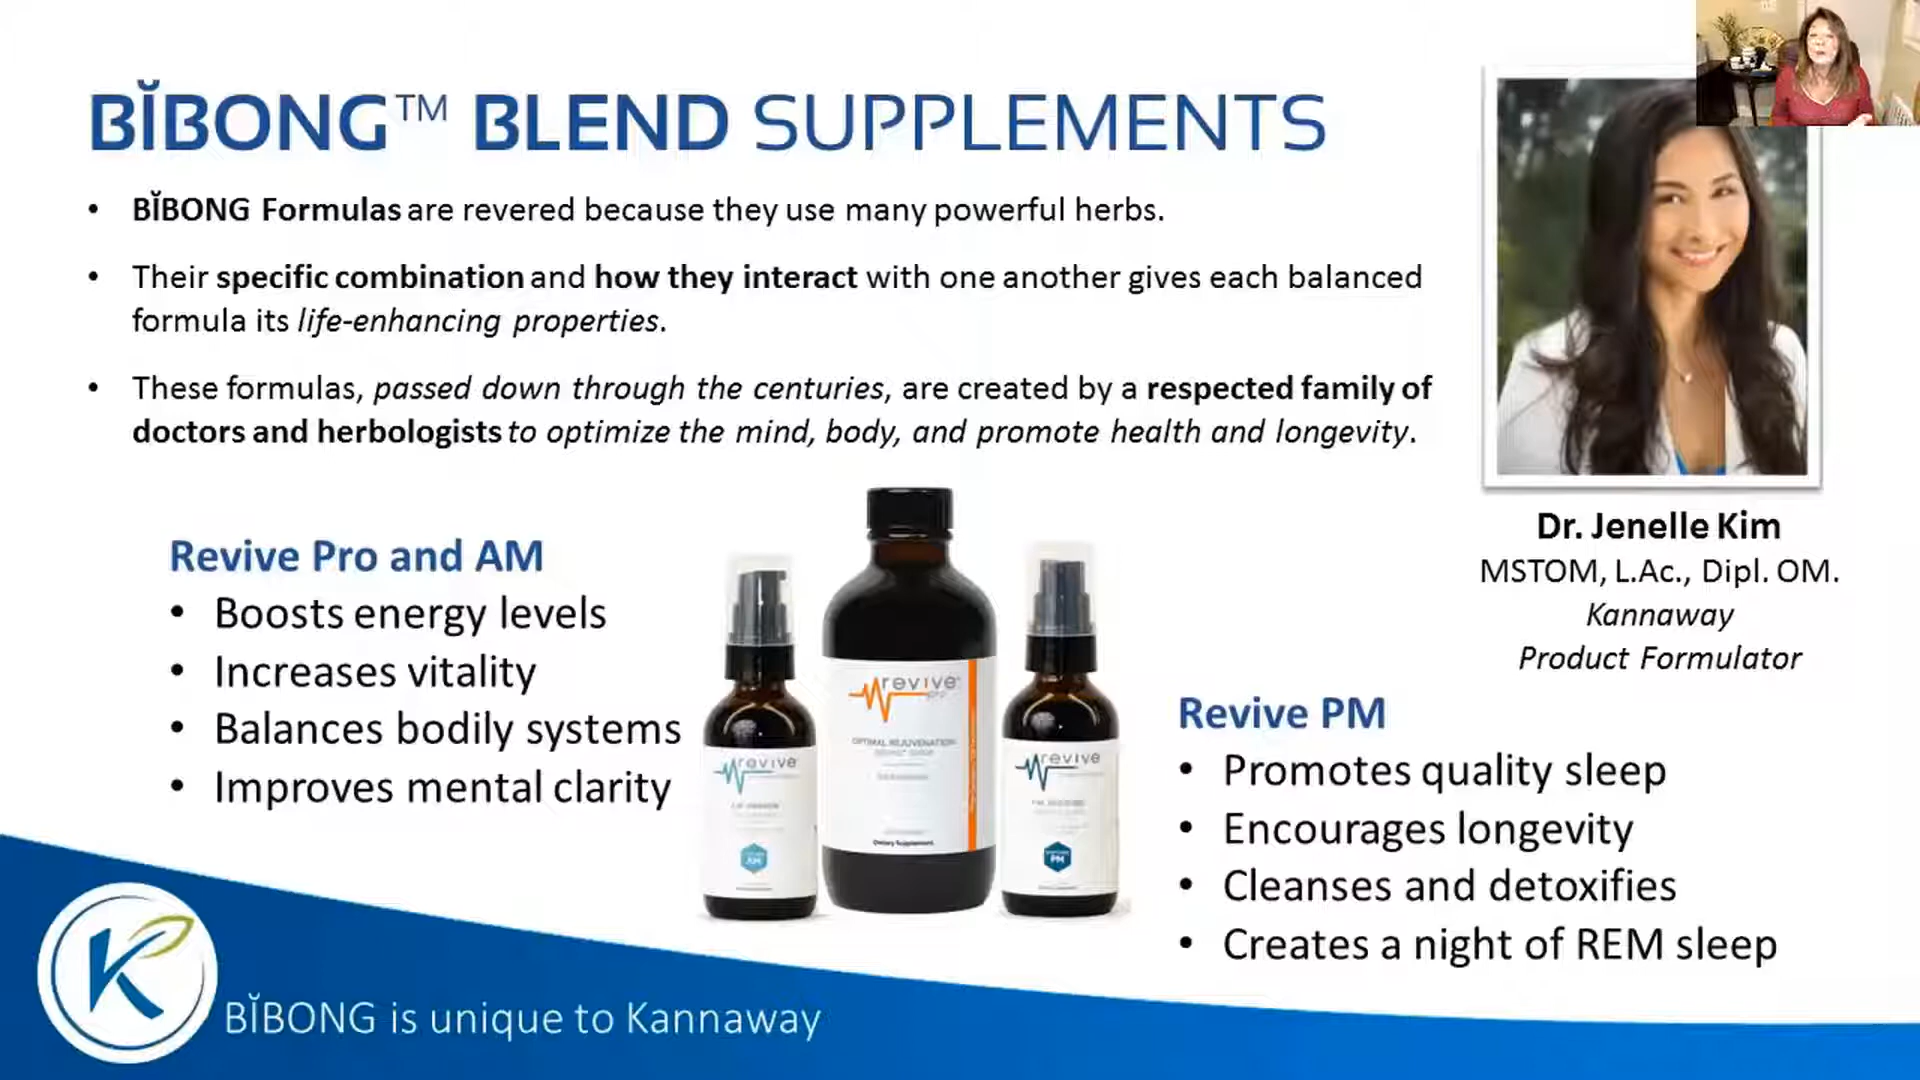 BĬBONG™ BLEND SUPPLEMENTS
• BĬBONG Formulas are revered because they use many powerful herbs.
• Their specific combination and how they interact with one another gives each balanced
formula its life-enhancing properties.
• These formulas, passed down through the centuries, are created by a respected family of
doctors and herbologists to optimize the mind, body, and promote health and longevity.
Dr. Jenelle Kim
MSTOM, L.Ac., Dipl. OM.
Kannaway
Product Formulator
Revive Pro and AM
• Boosts energy levels
• Increases vitality
• Balances bodily systems
• Improves mental clarity
revive
AM
revive
pro
OPTIMAL REJUVENATION
Dietary Supplement
revive
PM
Revive PM
• Promotes quality sleep
• Encourages longevity
• Cleanses and detoxifies
• Creates a night of REM sleep
K
BĬBONG is unique to Kannaway